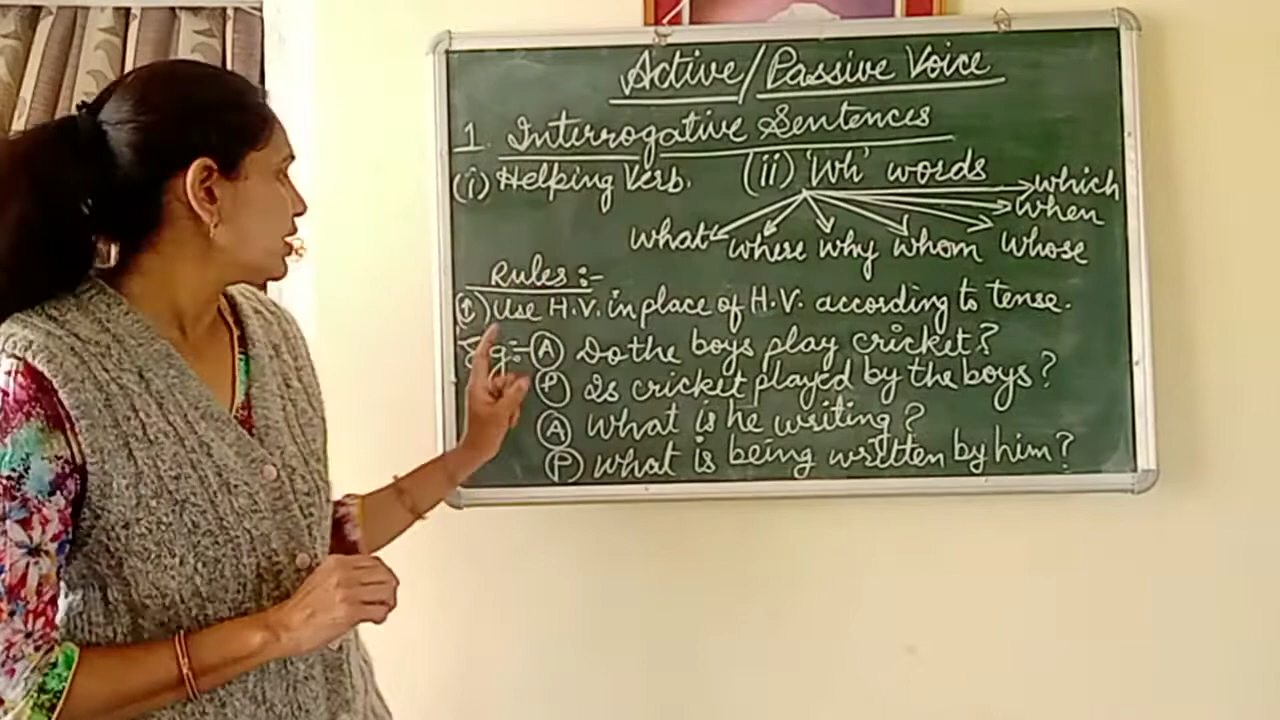 Active/Passive Voice
1. Interrogative Sentences
(i) Helping Verb. (ii) 'Wh' words
which
when
what where why whom whose
Rules:-
(1) Use H.V. in place of H.V. according to tense.
Eg:- (A) Do the boys play cricket?
(P) Is cricket played by the boys?
(A) What is he writing?
(P) What is being written by him?